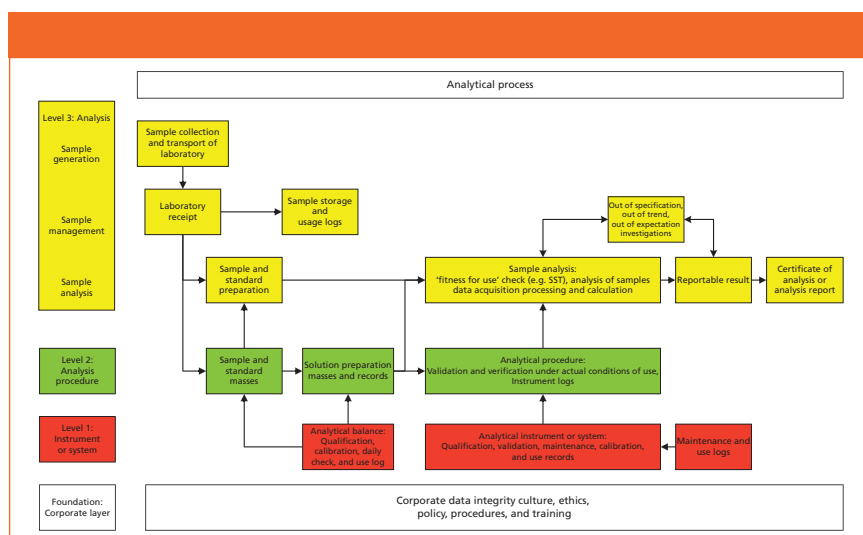 Analytical process
Level 3: Analysis
Sample
generation
Sample
management
Sample
analysis
Sample collection
and transport of
laboratory
Laboratory
receipt
Sample storage
and
usage logs
Out of specification,
out of trend,
out of expectation
investigations
Sample and
standard
preparation
Sample analysis:
'fitness for use' check (e.g. SST), analysis of samples
data acquisition processing and calculation
Reportable result
Certificate of
analysis or
analysis report
Level 2:
Analysis
procedure
Sample and
standard
masses
Solution preparation
masses and records
Analytical procedure:
Validation and verification under actual conditions of use,
Instrument logs
Level 1:
Instrument
or system
Analytical balance:
Qualification,
calibration, daily
check, and use log
Analytical instrument or system:
Qualification, validation, maintenance, calibration,
and use records
Maintenance and
use logs
Foundation:
Corporate layer
Corporate data integrity culture, ethics,
policy, procedures, and training